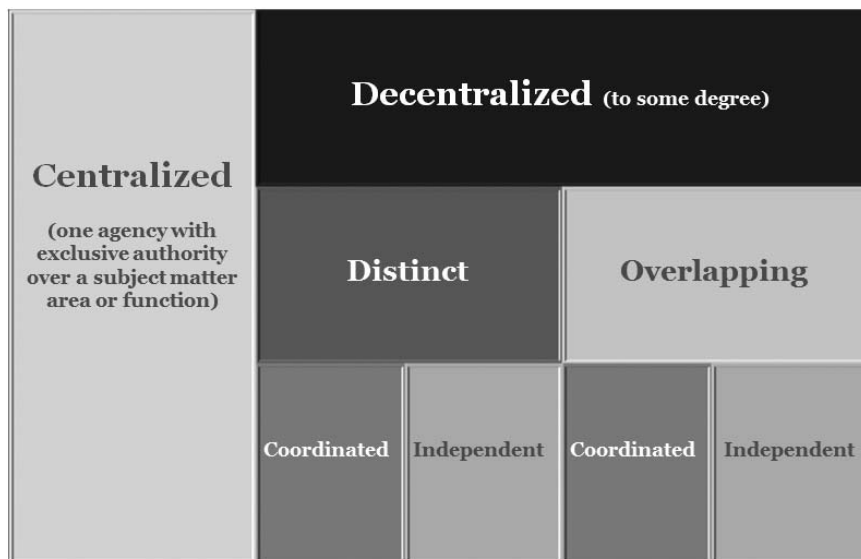 Decentralized (to some degree)
Centralized
(one agency with
exclusive authority
over a subject matter
area or function)
Distinct
Overlapping
Coordinated
Independent
Coordinated
Independent